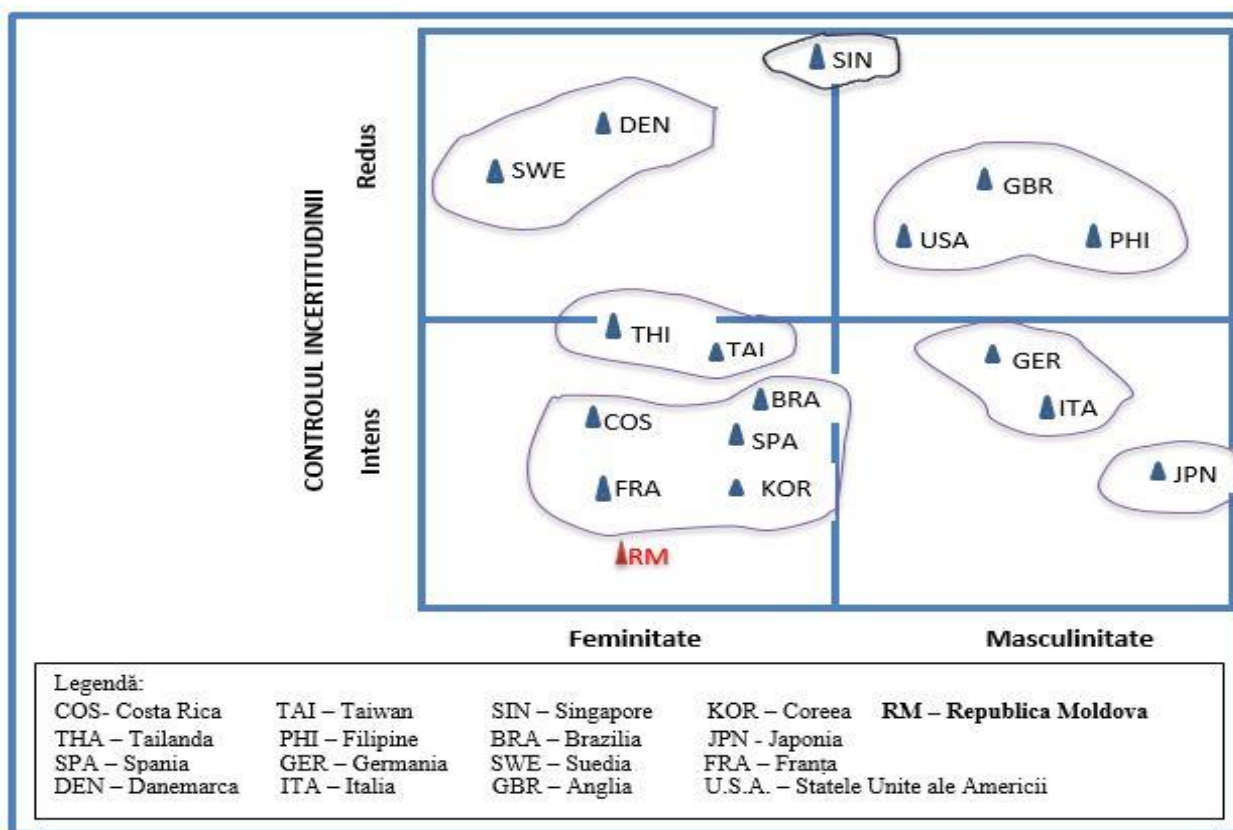 SIN
DEN
SWE
GBR
USA
PHI
CONTROLUL INCERTITUDINII
Redus
Intens
THI
TAI
GER
BRA
ITA
COS
SPA
JPN
FRA
KOR
RM
Feminitate
Masculinitate
Legendă:
COS- Costa Rica TAI – Taiwan SIN – Singapore KOR – Coreea RM – Republica Moldova
THA – Tailanda PHI – Filipine BRA – Brazilia JPN - Japonia
SPA – Spania GER – Germania SWE – Suedia FRA – Franța
DEN – Danemarca ITA – Italia GBR – Anglia U.S.A. – Statele Unite ale Americii